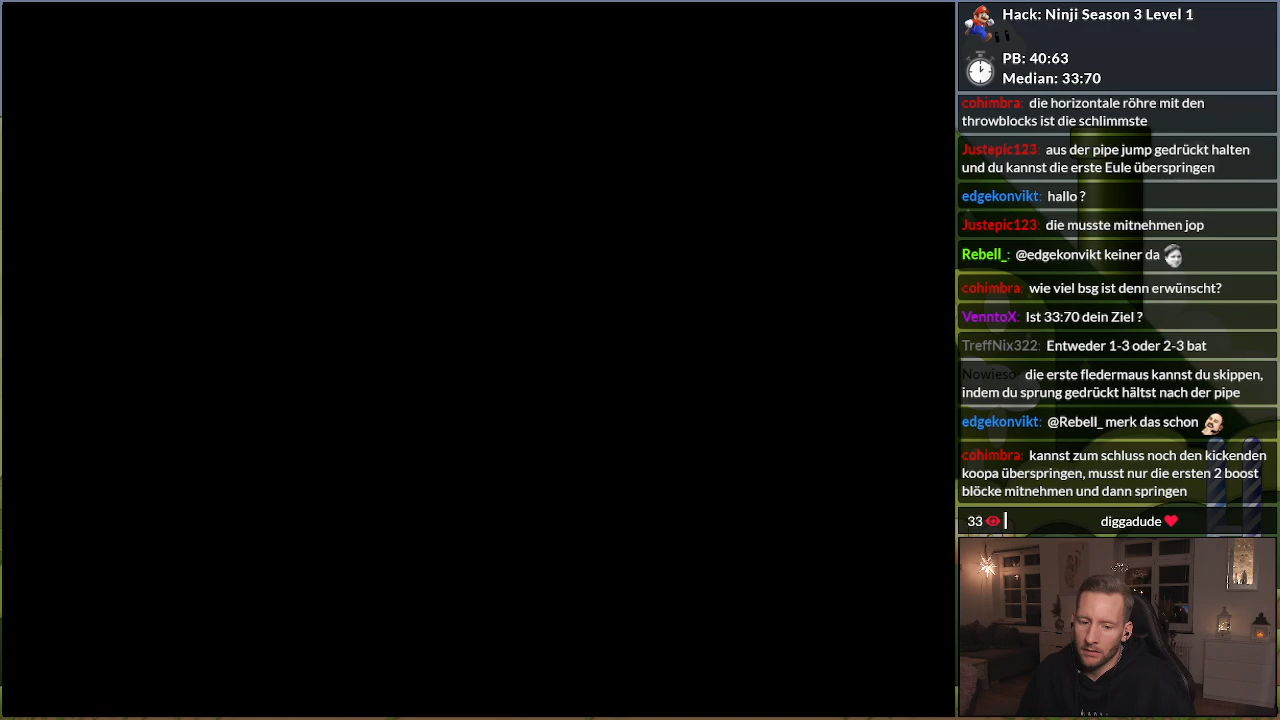 Hack: Ninji Season 3 Level 1
PB: 40:63
Median: 33:70
cohimbra: die horizontale röhre mit den
throwblocks ist die schlimmste
Justepic123: aus der pipe jump gedrückt halten
und du kannst die erste Eule überspringen
edgekonvikt: hallo ?
Justepic123: die musste mitnehmen jop
Rebell_: @edgekonvikt keiner da
cohimbra: wie viel bsg ist denn erwünscht?
VenntoX: Ist 33:70 dein Ziel ?
TreffNix322: Entweder 1-3 oder 2-3 bat
Nowieso: die erste fledermaus kannst du skippen,
indem du sprung gedrückt hältst nach der pipe
edgekonvikt: @Rebell_ merk das schon
cohimbra: kannst zum schluss noch den kickenden
koopa überspringen, musst nur die ersten 2 boost
blöcke mitnehmen und dann springen
33 diggadude